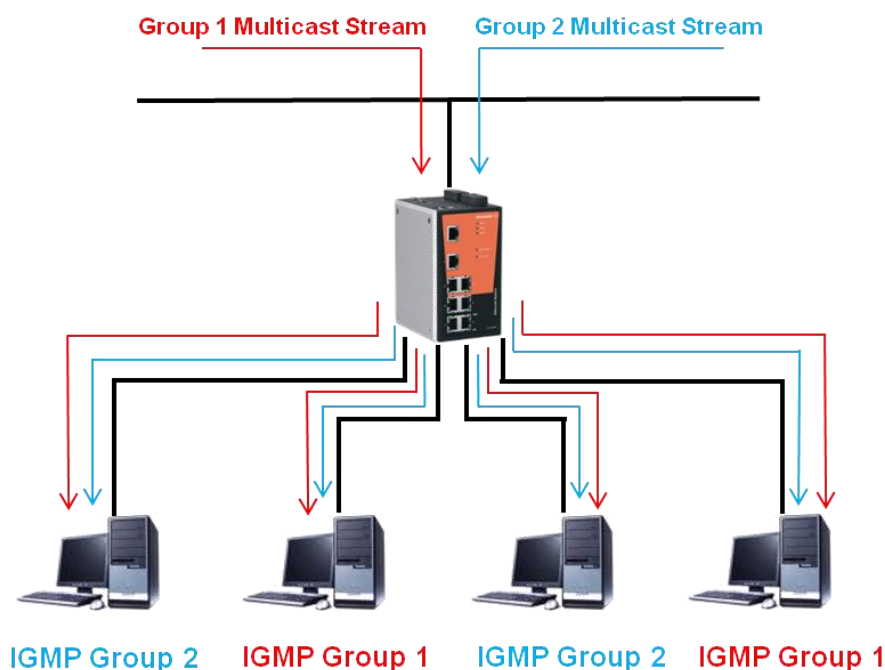 Group 1 Multicast Stream
Group 2 Multicast Stream
IGMP Group 2
IGMP Group 1
IGMP Group 2
IGMP Group 1